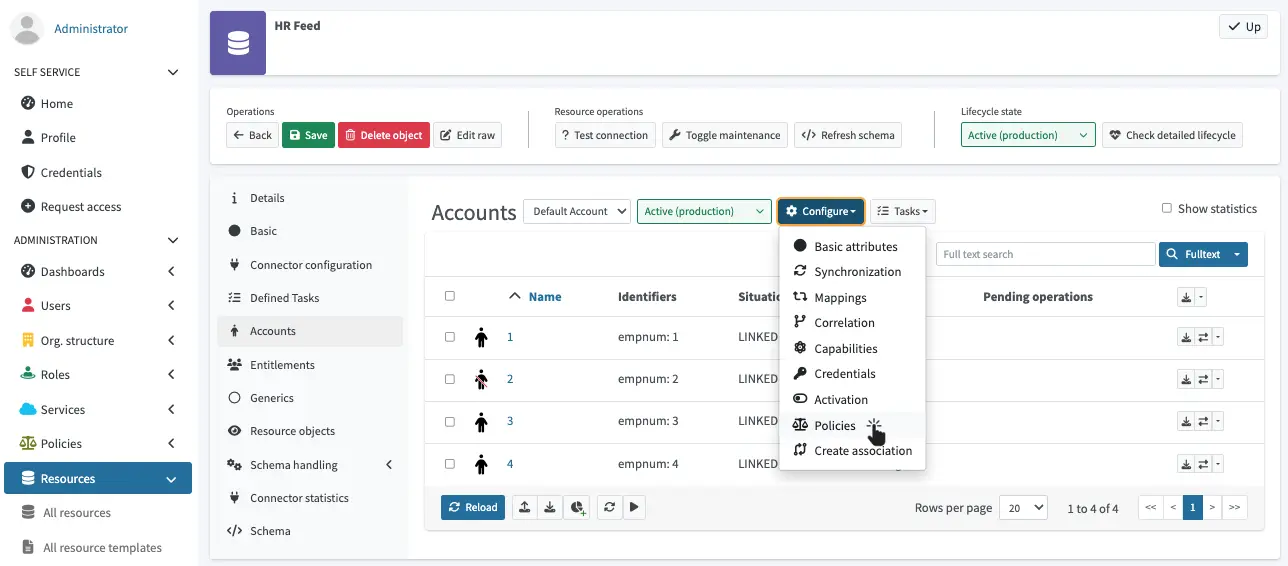 Administrator
SELF SERVICE
Home
Profile
Credentials
Request access
ADMINISTRATION
Dashboards
Users
Org. structure
Roles
Services
Policies
Resources
All resources
All resource templates
HR Feed
Up
Operations
Back Save Delete object Edit raw
Resource operations
? Test connection Toggle maintenance </> Refresh schema
Lifecycle state
Active (production) Check detailed lifecycle
Details
Basic
Connector configuration
Defined Tasks
Accounts
Entitlements
Generics
Resource objects
Schema handling
Connector statistics
</> Schema
Accounts Default Account Active (production) Configure Tasks Show statistics
Basic attributes
Synchronization
Mappings
Correlation
Capabilities
Credentials
Activation
Policies
Create association
Full text search Fulltext
Name Identifiers Situatio Pending operations
1 empnum: 1 LINKED
2 empnum: 2 LINKED
3 empnum: 3 LINKED
4 empnum: 4 LINKED
Reload Rows per page 20 1 to 4 of 4 << < 1 > >>